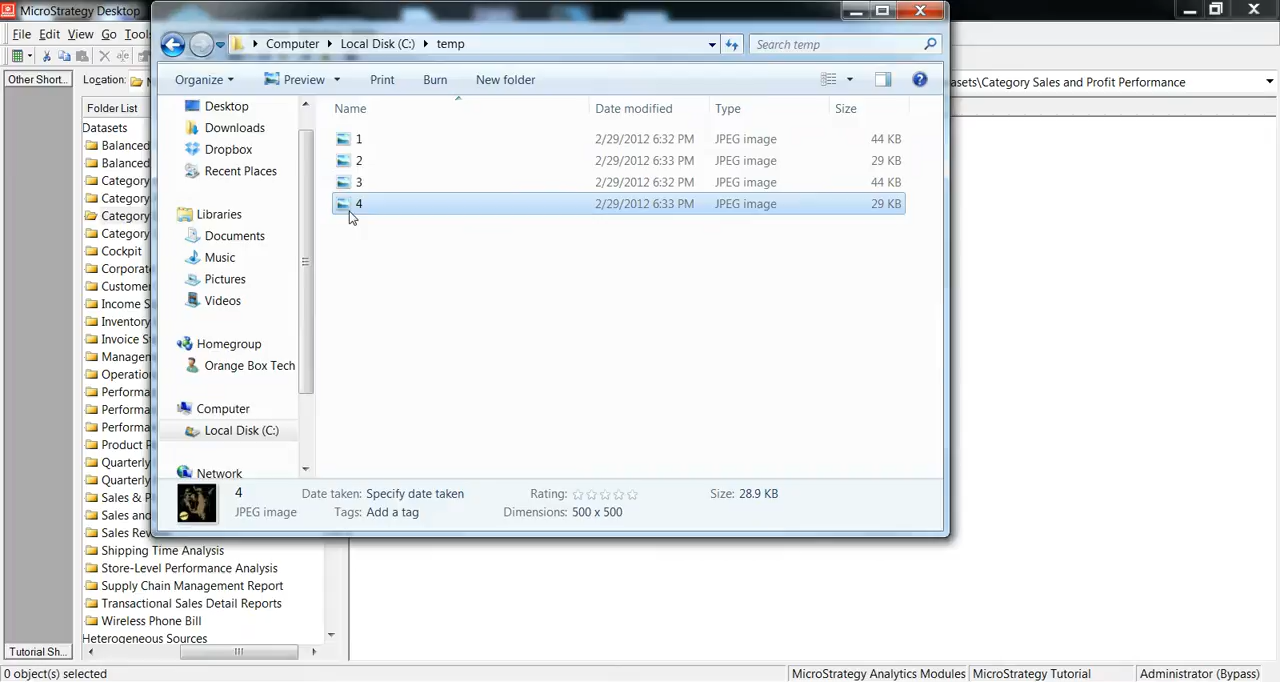 MicroStrategy Desktop
File Edit View Go Tool
Other Short...
Location:
asets\Category Sales and Profit Performance
Folder List
Datasets
Balanced
Balanced
Category
Category
Category
Category
Cockpit
Corporat
Custome
Income S
Inventory
Invoice S
Managem
Operation
Performa
Performa
Performa
Product P
Quarterly
Quarterly
Sales & P
Sales and
Sales Rev
Shipping Time Analysis
Store-Level Performance Analysis
Supply Chain Management Report
Transactional Sales Detail Reports
Wireless Phone Bill
Heterogeneous Sources
Tutorial Sh...
0 object(s) selected
MicroStrategy Analytics Modules
MicroStrategy Tutorial
Administrator (Bypass)
Computer Local Disk (C:) temp
Search temp
Organize Preview Print Burn New folder
Desktop
Downloads
Dropbox
Recent Places
Libraries
Documents
Music
Pictures
Videos
Homegroup
Orange Box Tech
Computer
Local Disk (C:)
Network
Name Date modified Type Size
1 2/29/2012 6:32 PM JPEG image 44 KB
2 2/29/2012 6:33 PM JPEG image 29 KB
3 2/29/2012 6:32 PM JPEG image 44 KB
4 2/29/2012 6:33 PM JPEG image 29 KB
4 Date taken: Specify date taken Rating: Size: 28.9 KB
JPEG image Tags: Add a tag Dimensions: 500 x 500